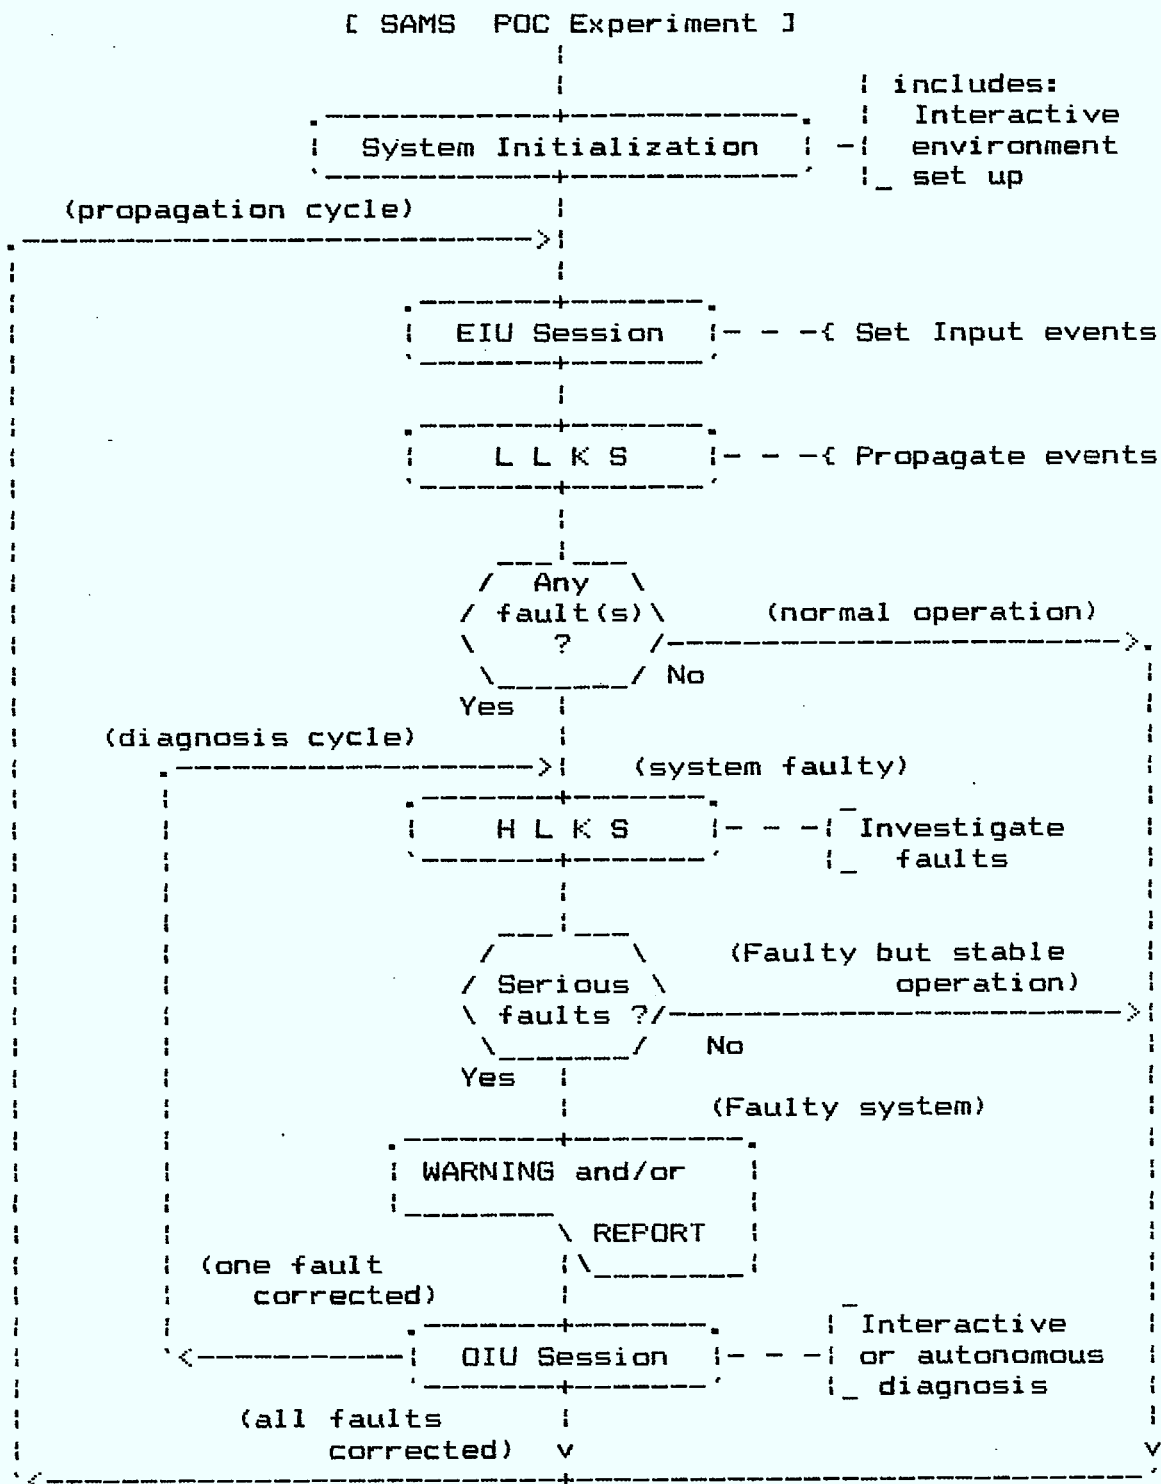 [ SAMS POC Experiment ]
includes:
Interactive
System Initialization
environment
set up
(propagation cycle)
EIU Session
Set Input events
L L K S
Propagate events
Any
fault(s)
(normal operation)
?
No
Yes
(diagnosis cycle)
(system faulty)
H L K S
Investigate
faults
(Faulty but stable
Serious
operation)
faults ?
No
Yes
(Faulty system)
WARNING and/or
REPORT
(one fault
corrected)
Interactive
OIU Session
or autonomous
diagnosis
(all faults
corrected)